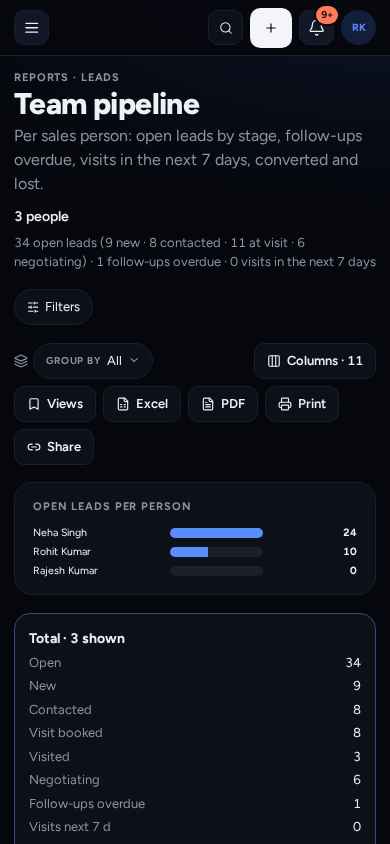 9+
RK
REPORTS · LEADS
Team pipeline
Per sales person: open leads by stage, follow-ups
overdue, visits in the next 7 days, converted and
lost.
3 people
34 open leads (9 new · 8 contacted · 11 at visit · 6
negotiating) · 1 follow-ups overdue · 0 visits in the next 7 days
Filters
GROUP BY All
Columns · 11
Views
Excel
PDF
Print
Share
OPEN LEADS PER PERSON
Neha Singh 24
Rohit Kumar 10
Rajesh Kumar 0
Total · 3 shown
Open 34
New 9
Contacted 8
Visit booked 8
Visited 3
Negotiating 6
Follow-ups overdue 1
Visits next 7 d 0